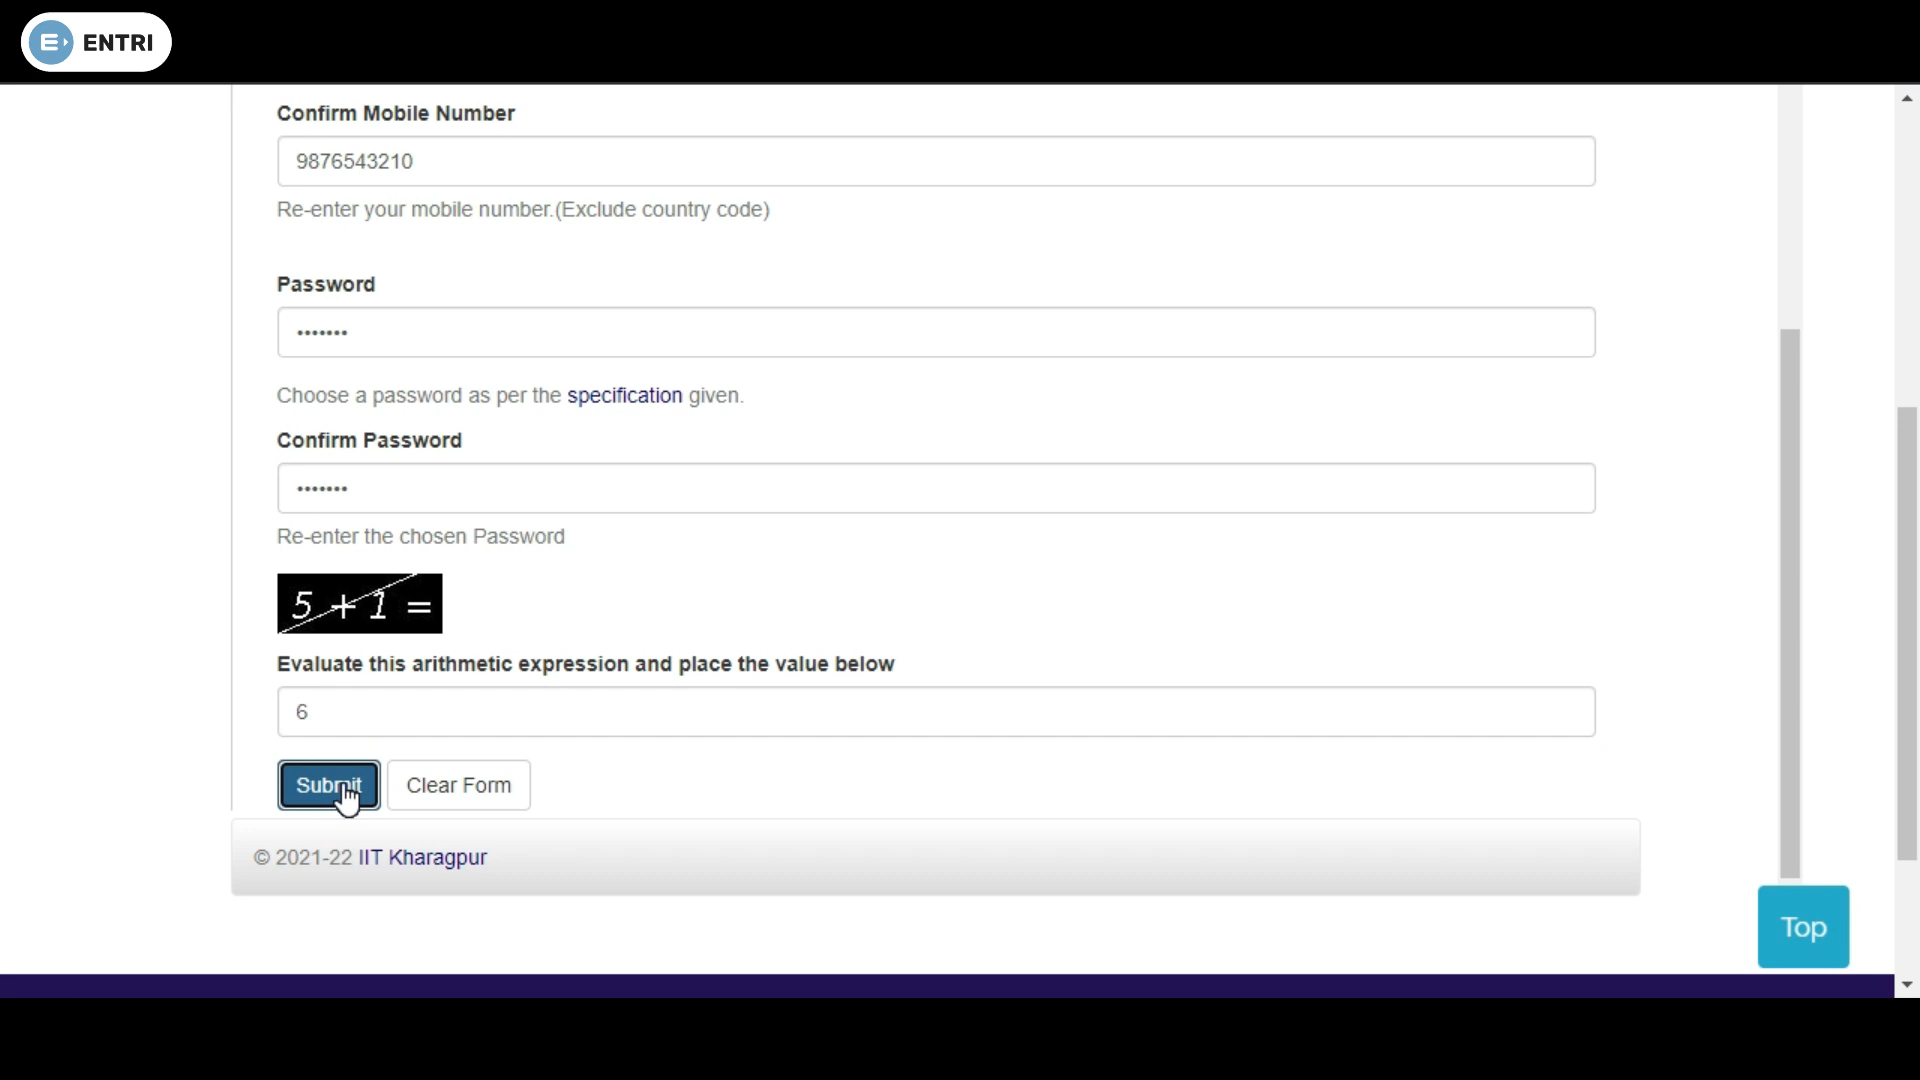 ENTRI
Confirm Mobile Number
9876543210
Re-enter your mobile number.(Exclude country code)
Password
•••••••
Choose a password as per the specification given.
Confirm Password
•••••••
Re-enter the chosen Password
5 + 1 =
Evaluate this arithmetic expression and place the value below
6
Submit Clear Form
© 2021-22 IIT Kharagpur
Top